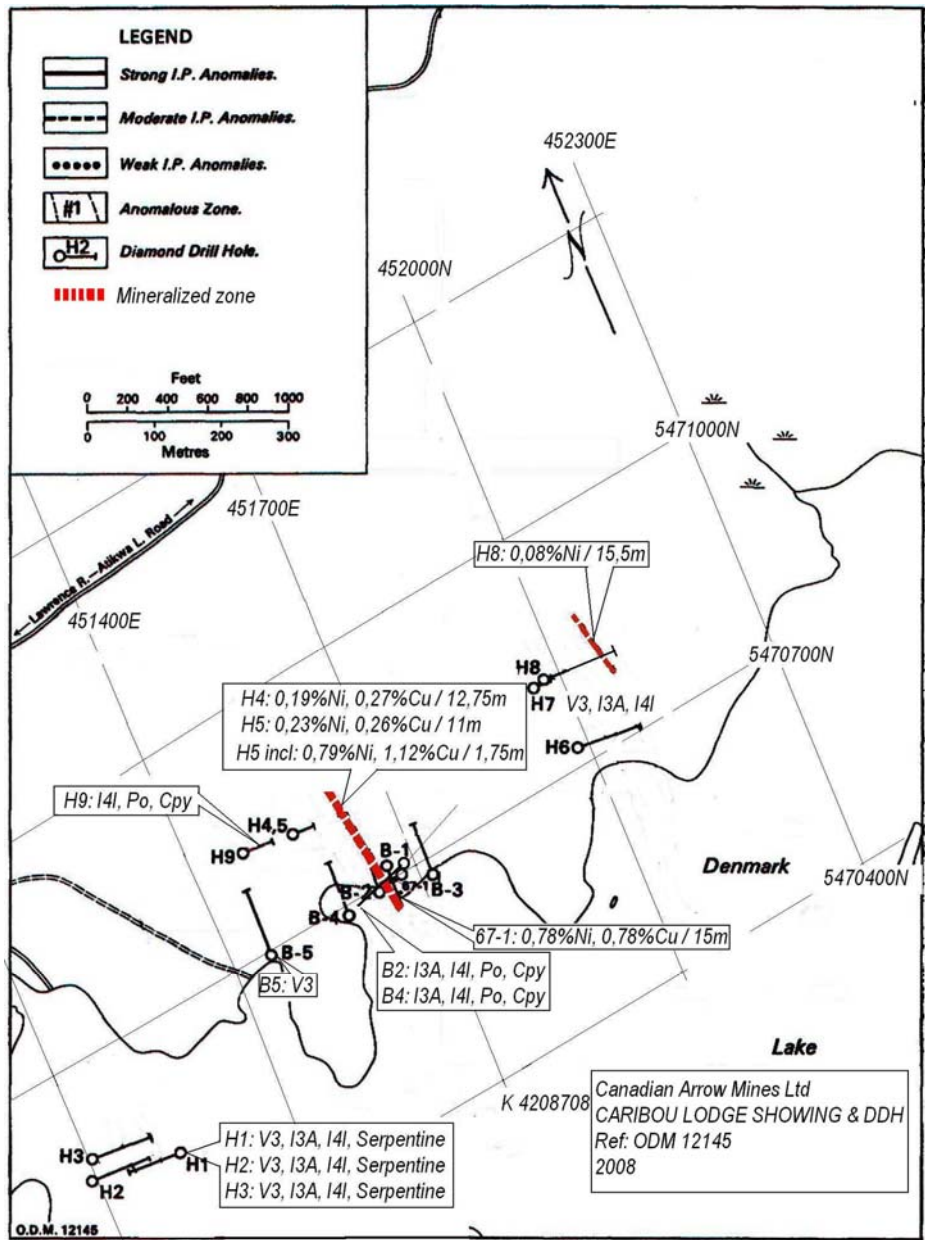 LEGEND
Strong I.P. Anomalies.
Moderate I.P. Anomalies.
Weak I.P. Anomalies.
#1
Anomalous Zone.
H2
Diamond Drill Hole.
Mineralized zone
Feet
0 200 400 600 800 1000
0 100 200 300
Metres
452300E
N
452000N
5471000N
451700E
Lawrence R.-Atikwa L. Road
451400E
H8: 0,08%Ni / 15,5m
5470700N
H8
H7
V3, I3A, I4I
H6
H4: 0,19%Ni, 0,27%Cu / 12,75m
H5: 0,23%Ni, 0,26%Cu / 11m
H5 incl: 0,79%Ni, 1,12%Cu / 1,75m
H9: I4I, Po, Cpy
H4,5
H9
B-1
67-1
B-2
B-3
B-4
Denmark
5470400N
67-1: 0,78%Ni, 0,78%Cu / 15m
B-5
B5: V3
B2: I3A, I4I, Po, Cpy
B4: I3A, I4I, Po, Cpy
Lake
K 4208708
Canadian Arrow Mines Ltd
CARIBOU LODGE SHOWING & DDH
Ref: ODM 12145
2008
H1: V3, I3A, I4I, Serpentine
H2: V3, I3A, I4I, Serpentine
H3: V3, I3A, I4I, Serpentine
H3
H1
H2
O.D.M. 12145